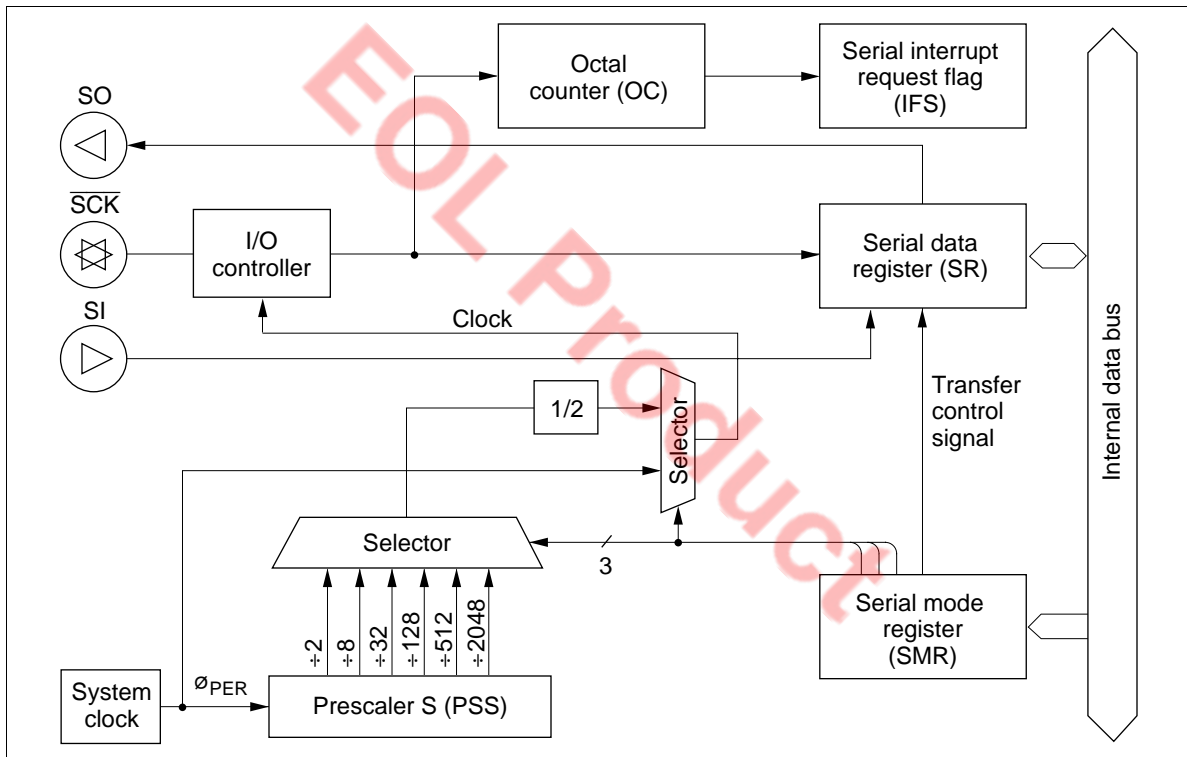 Octal
counter (OC)
Serial interrupt
request flag
(IFS)
SO
SCK
I/O
controller
Serial data
register (SR)
SI
Clock
1/2
Selector
Transfer
control
signal
Internal data bus
Selector
3
÷2
÷8
÷32
÷128
÷512
÷2048
Serial mode
register
(SMR)
System
clock
øPER
Prescaler S (PSS)
EOL Product